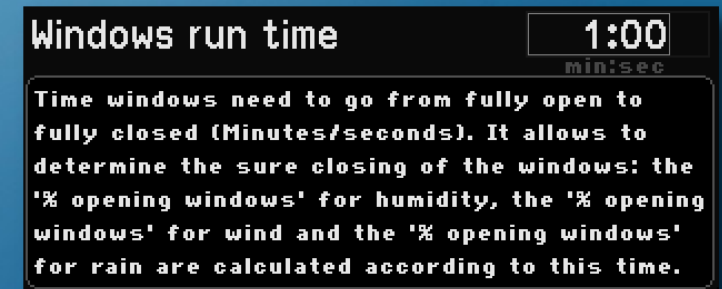 Windows run time
1:00
min:sec
Time windows need to go from fully open to
fully closed (Minutes/seconds). It allows to
determine the sure closing of the windows: the
'% opening windows' for humidity, the '% opening
windows' for wind and the '% opening windows'
for rain are calculated according to this time.